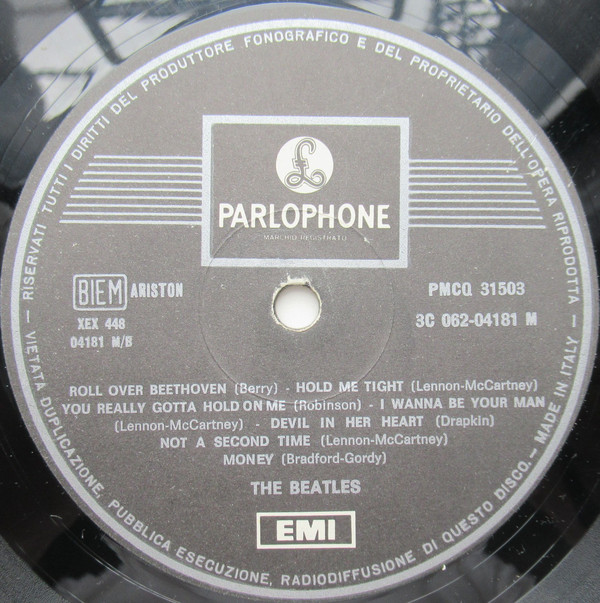 RISERVATI TUTTI I DIRITTI DEL PRODUTTORE FONOGRAFICO E DEL PROPRIETARIO DELL'OPERA RIPRODOTTA
£
PARLOPHONE
MARCHIO REGISTRATO
BIEM ARISTON
XEX 448
04181 M/B
PMCQ 31503
3C 062-04181 M
ROLL OVER BEETHOVEN (Berry) - HOLD ME TIGHT (Lennon-McCartney)
YOU REALLY GOTTA HOLD ON ME (Robinson) - I WANNA BE YOUR MAN
(Lennon-McCartney) - DEVIL IN HER HEART (Drapkin)
NOT A SECOND TIME (Lennon-McCartney)
MONEY (Bradford-Gordy)
THE BEATLES
EMI
— VIETATA DUPLICAZIONE, PUBBLICA ESECUZIONE, RADIODIFFUSIONE DI QUESTO DISCO. — MADE IN ITALY —